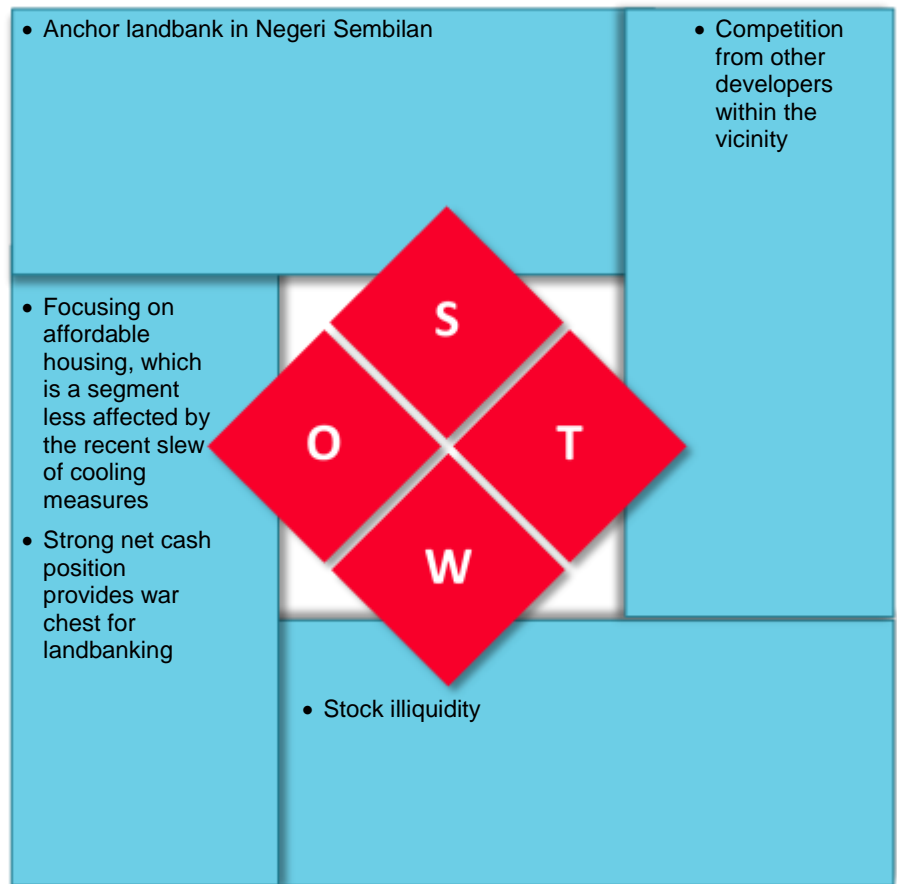 • Anchor landbank in Negeri Sembilan
• Competition
from other
developers
within the
vicinity
• Focusing on
affordable
housing, which
is a segment
less affected by
the recent slew
of cooling
measures
• Strong net cash
position
provides war
chest for
landbanking
S
O
T
W
• Stock illiquidity